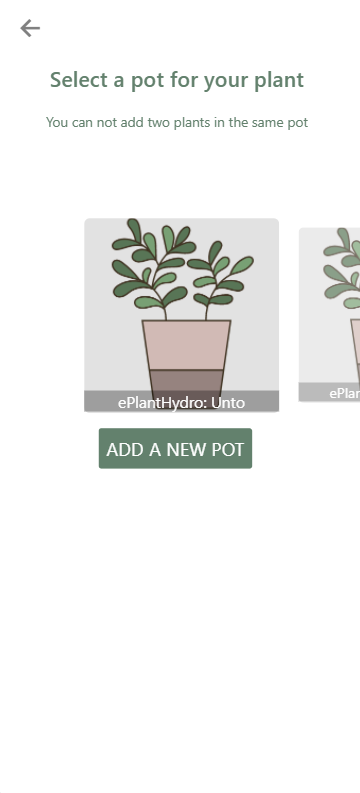 Select a pot for your plant
You can not add two plants in the same pot
ePlantHydro: Unto
ADD A NEW POT